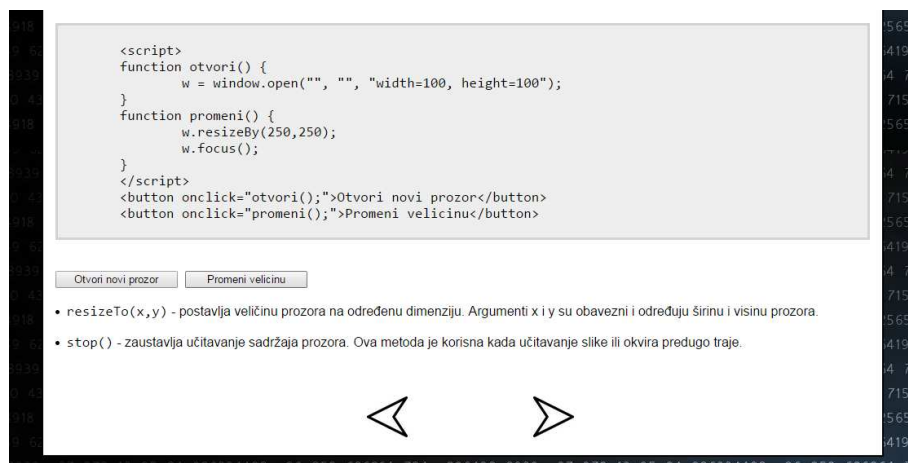 <script>
function otvori() {
w = window.open("", "", "width=100, height=100");
}
function promeni() {
w.resizeBy(250,250);
w.focus();
}
</script>
<button onclick="otvori();">Otvori novi prozor</button>
<button onclick="promeni();">Promeni velicinu</button>
Otvori novi prozor Promeni velicinu
• resizeTo(x,y) - postavlja veličinu prozora na određenu dimenziju. Argumenti x i y su obavezni i određuju širinu i visinu prozora.
• stop() - zaustavlja učitavanje sadržaja prozora. Ova metoda je korisna kada učitavanje slike ili okvira predugo traje.